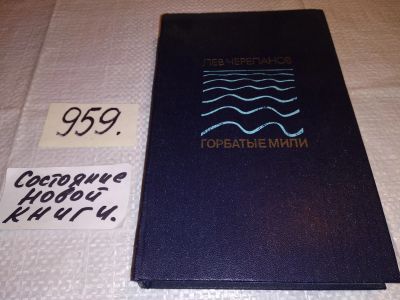 959.
Состояние
новой
книги.
ЛЕВ ЧЕРЕПАНОВ
ГОРБАТЫЕ МИЛИ